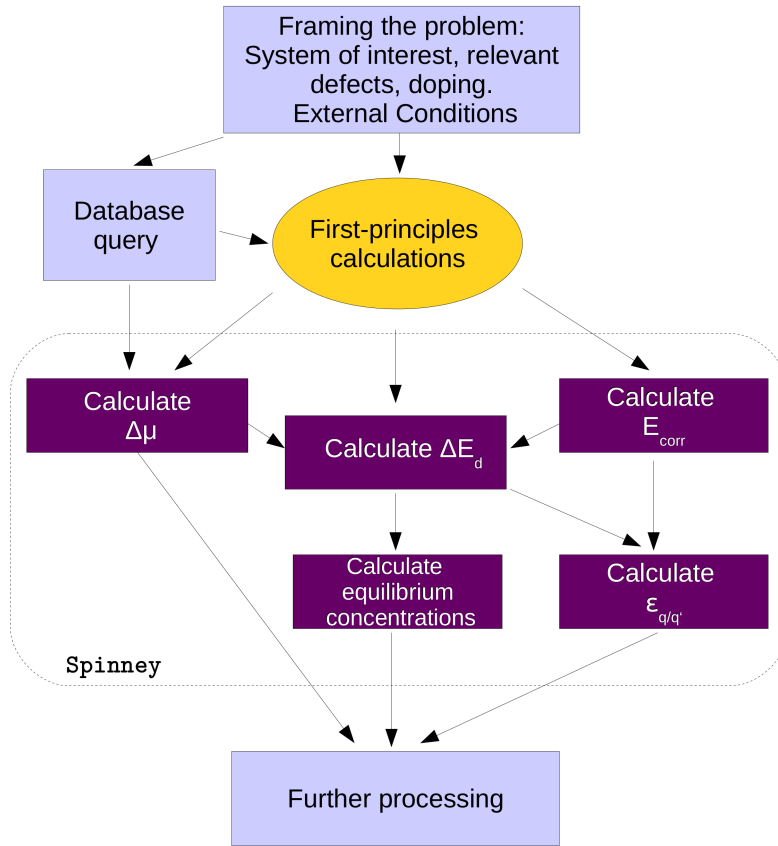 Framing the problem:
System of interest, relevant
defects, doping.
External Conditions
Database
query
First-principles
calculations
Calculate
Δμ
Calculate ΔE_d
Calculate
E_corr
Calculate
equilibrium
concentrations
Calculate
ε_q/q‘
Spinney
Further processing